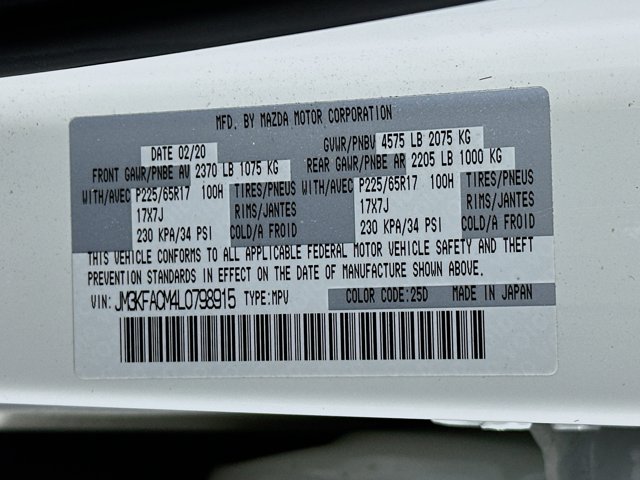 MFD. BY MAZDA MOTOR CORPORATION
DATE 02/20 GVWR/PNBV 4575 LB 2075 KG
FRONT GAWR/PNBE AV 2370 LB 1075 KG REAR GAWR/PNBE AR 2205 LB 1000 KG
WITH/AVEC P225/65R17 100H TIRES/PNEUS WITH/AVEC P225/65R17 100H TIRES/PNEUS
17X7J RIMS/JANTES 17X7J RIMS/JANTES
230 KPA/34 PSI COLD/A FROID 230 KPA/34 PSI COLD/A FROID
THIS VEHICLE CONFORMS TO ALL APPLICABLE FEDERAL MOTOR VEHICLE SAFETY AND THEFT
PREVENTION STANDARDS IN EFFECT ON THE DATE OF MANUFACTURE SHOWN ABOVE.
VIN: JM3KFACM4L0798915 TYPE:MPV COLOR CODE:25D MADE IN JAPAN